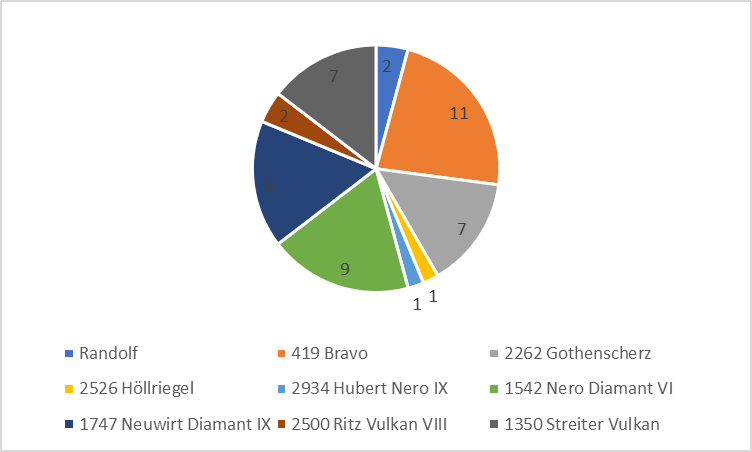 2
7
11
2
8
7
9
1
1
Randolf
419 Bravo
2262 Gothenscherz
2526 Höllriegel
2934 Hubert Nero IX
1542 Nero Diamant VI
1747 Neuwirt Diamant IX
2500 Ritz Vulkan VIII
1350 Streiter Vulkan